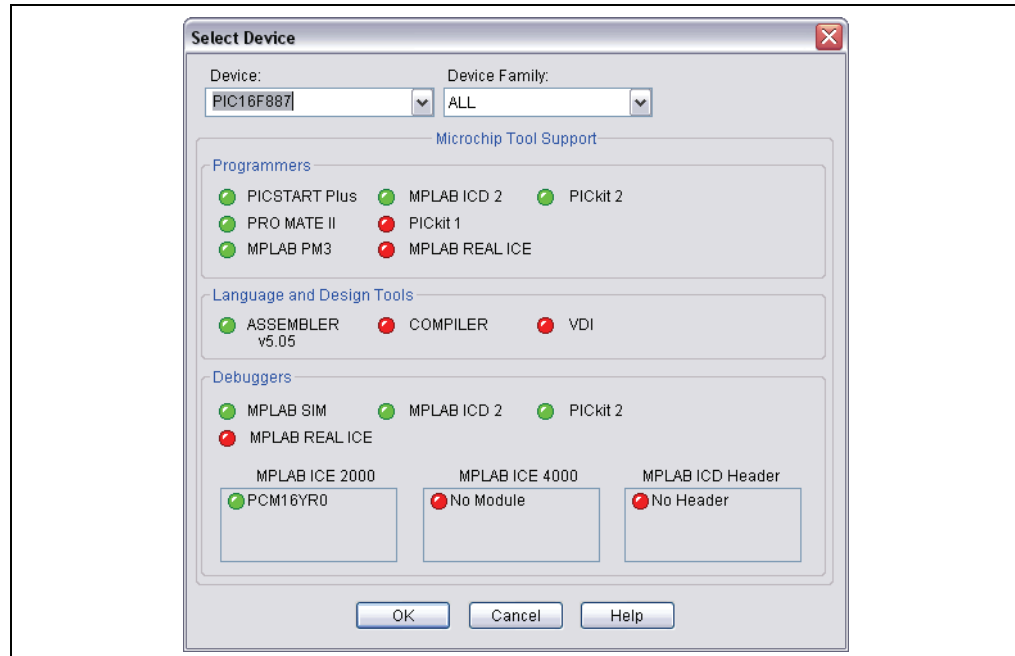 Select Device
Device: Device Family:
PIC16F887 ALL
Microchip Tool Support
Programmers
PICSTART Plus MPLAB ICD 2 PICkit 2
PRO MATE II PICkit 1
MPLAB PM3 MPLAB REAL ICE
Language and Design Tools
ASSEMBLER COMPILER VDI
v5.05
Debuggers
MPLAB SIM MPLAB ICD 2 PICkit 2
MPLAB REAL ICE
MPLAB ICE 2000 MPLAB ICE 4000 MPLAB ICD Header
PCM16YR0 No Module No Header
OK Cancel Help